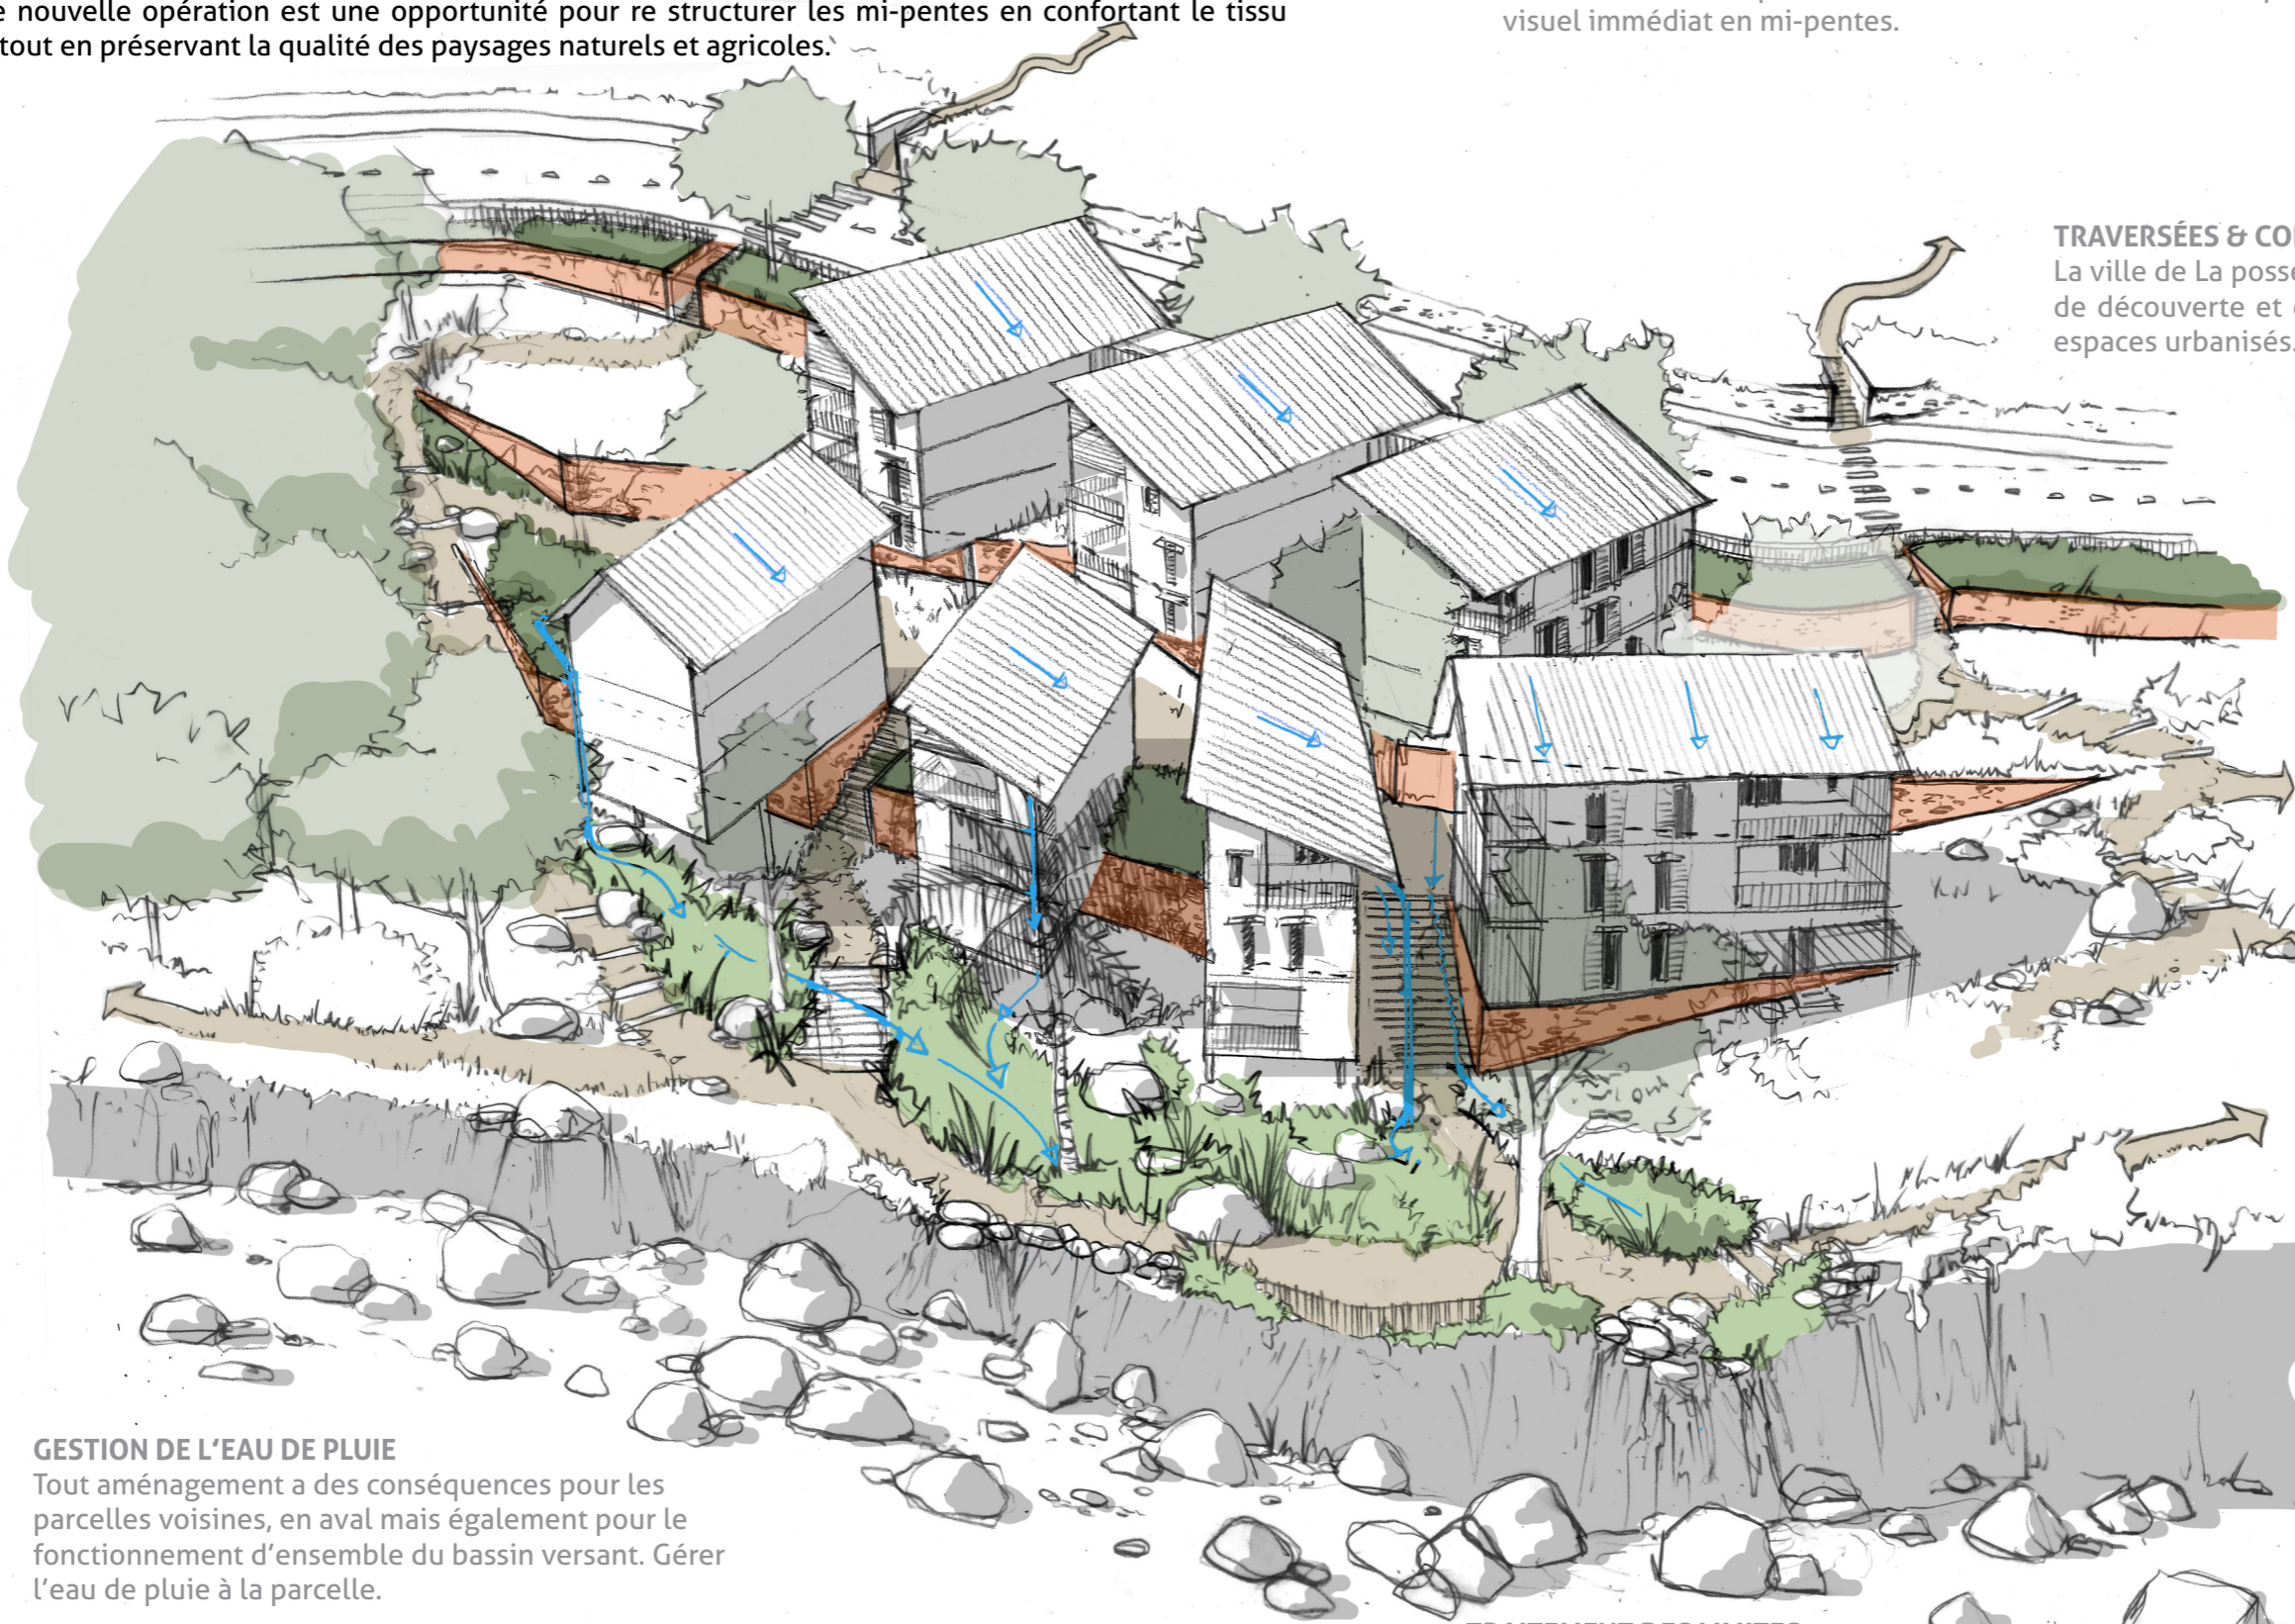 nouvelle opération est une opportunité pour re structurer les mi-pentes en confortant le tissu
tout en préservant la qualité des paysages naturels et agricoles.
visuel immédiat en mi-pentes.
TRAVERSÉES &
La ville de La
de découverte et
espaces urbanisés.
GESTION DE L'EAU DE PLUIE
Tout aménagement a des conséquences pour les
parcelles voisines, en aval mais également pour le
fonctionnement d'ensemble du bassin versant. Gérer
l'eau de pluie à la parcelle.